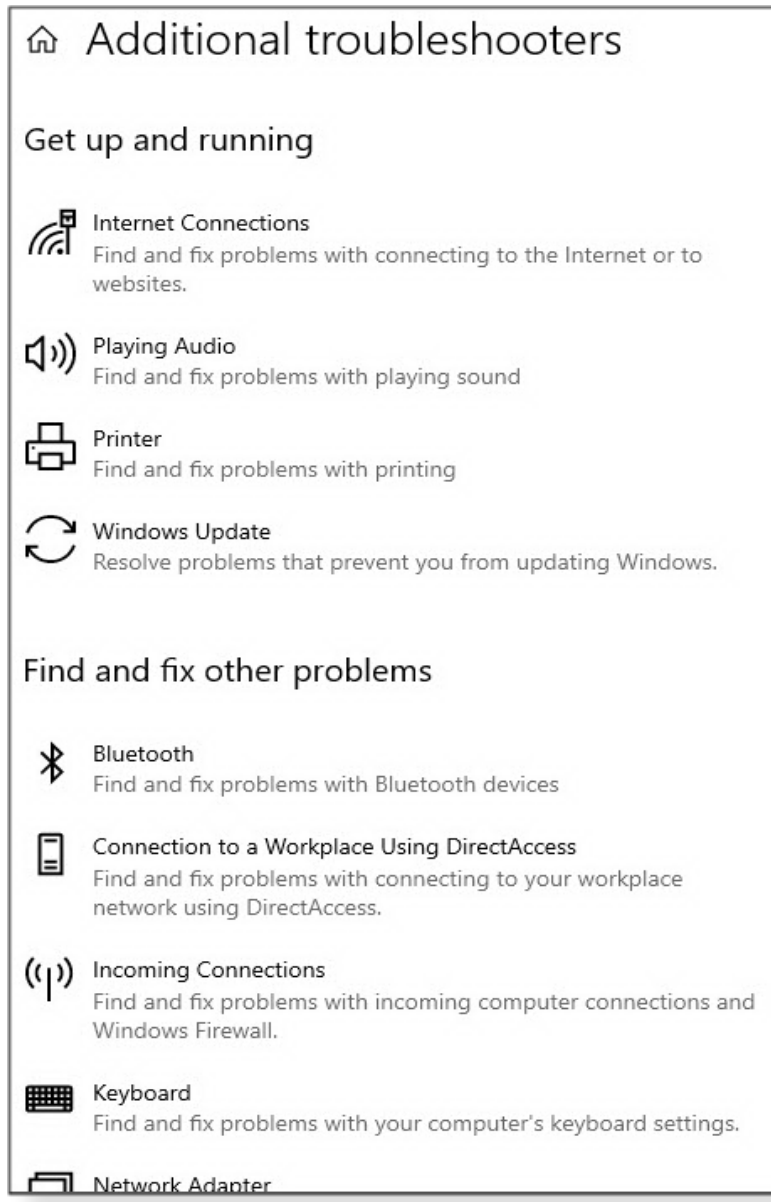 Additional troubleshooters
Get up and running
Internet Connections
Find and fix problems with connecting to the Internet or to
websites.
Playing Audio
Find and fix problems with playing sound
Printer
Find and fix problems with printing
Windows Update
Resolve problems that prevent you from updating Windows.
Find and fix other problems
Bluetooth
Find and fix problems with Bluetooth devices
Connection to a Workplace Using DirectAccess
Find and fix problems with connecting to your workplace
network using DirectAccess.
Incoming Connections
Find and fix problems with incoming computer connections and
Windows Firewall.
Keyboard
Find and fix problems with your computer's keyboard settings.
Network Adapter